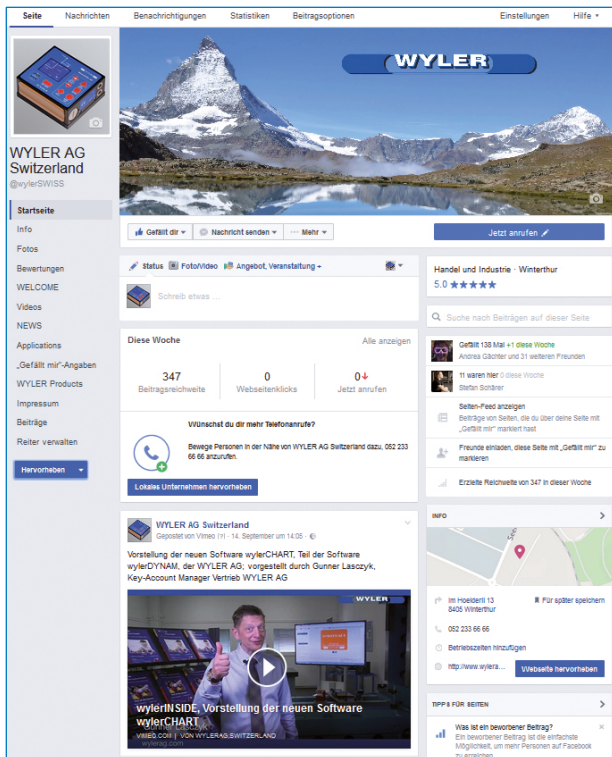 Seite Nachrichten Benachrichtigungen Statistiken Beitragsoptionen Einstellungen Hilfe
WYLER
WYLER AG
Switzerland
@wylerSWISS
Startseite
Info
Fotos
Bewertungen
WELCOME
Videos
NEWS
Applications
„Gefällt mir"-Angaben
WYLER Products
Impressum
Beiträge
Reiter verwalten
Hervorheben
Gefällt dir Nachricht senden Mehr
Jetzt anrufen
Status Foto/Video Angebot, Veranstaltung +
Schreib etwas ...
Diese Woche Alle anzeigen
347 0 0
Beitragsreichweite Webseitenklicks Jetzt anrufen
Wünschst du dir mehr Telefonanrufe?
Bewege Personen in der Nähe von WYLER AG Switzerland dazu, 052 233
66 66 anzurufen.
Lokales Unternehmen hervorheben
WYLER AG Switzerland
Gepostet von Vimeo [?] · 14. September um 14:05 ·
Vorstellung der neuen Software wylerCHART, Teil der Software
wylerDYNAM, der WYLER AG; vorgestellt durch Gunner Lasczyk,
Key-Account Manager Vertrieb WYLER AG
WYLER
wylerINSIDE, Vorstellung der neuen Software
wylerCHART
Gunner Lasczyk
VIMEO.COM | VON WYLERAG,SWITZERLAND
wylerag.com
Handel und Industrie · Winterthur
5.0 ★★★★★
Suche nach Beiträgen auf dieser Seite
Gefällt 138 Mal +1 diese Woche
Andrea Gächter und 31 weiteren Freunden
11 waren hier 0 diese Woche
Stefan Schärer
Seiten-Feed anzeigen
Beiträge von Seiten, die du über deine Seite mit
„Gefällt mir" markiert hast
Freunde einladen, diese Seite mit „Gefällt mir" zu
markieren
Erzielte Reichweite von 347 in dieser Woche
INFO
Im Hoelderli 13 Für später speichern
8405 Winterthur
052 233 66 66
Betriebszeiten hinzufügen
http://www.wylera... Webseite hervorheben
TIPPS FÜR SEITEN
Was ist ein beworbener Beitrag?
Ein beworbener Beitrag ist die einfachste
Möglichkeit, um mehr Personen auf Facebook
zu erreichen